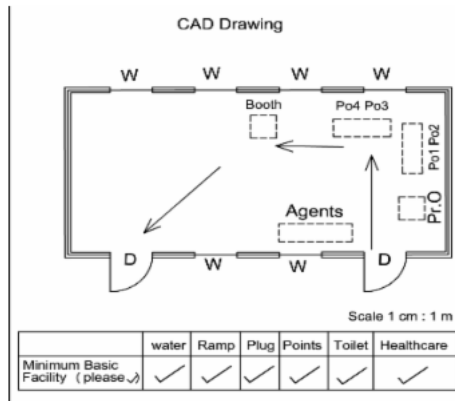 CAD Drawing
W W W W
Booth Po4 Po3
Po1 Po2
Pr.O
Agents
D W W D
Scale 1 cm : 1 m
water Ramp Plug Points Toilet Healthcare
Minimum Basic
Facility ( please ✓)
✓ ✓ ✓ ✓ ✓ ✓